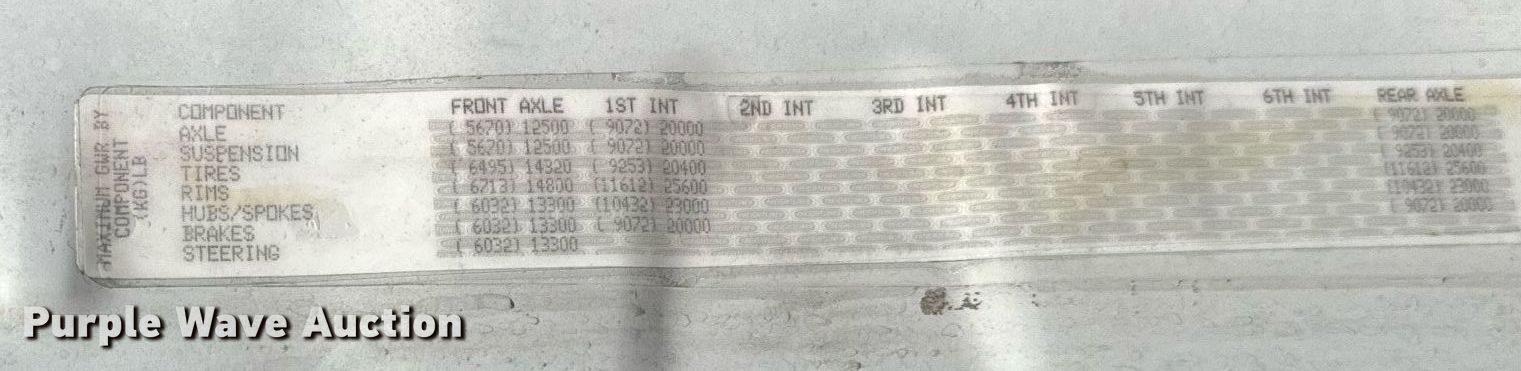 MAXIMUM GWR BY
COMPONENT
(KG)LB
COMPONENT FRONT AXLE 1ST INT 2ND INT 3RD INT 4TH INT 5TH INT 6TH INT REAR AXLE
AXLE ( 5670) 12500 ( 9072) 20000 ( 9072) 20000
SUSPENSION ( 5670) 12500 ( 9072) 20000 ( 9072) 20000
TIRES ( 6495) 14320 ( 9253) 20400 ( 9253) 20400
RIMS ( 6713) 14800 (11612) 25600 (11612) 25600
HUBS/SPOKES ( 6032) 13300 (10432) 23000 (10432) 23000
BRAKES ( 6032) 13300 ( 9072) 20000 ( 9072) 20000
STEERING ( 6032) 13300
Purple Wave Auction